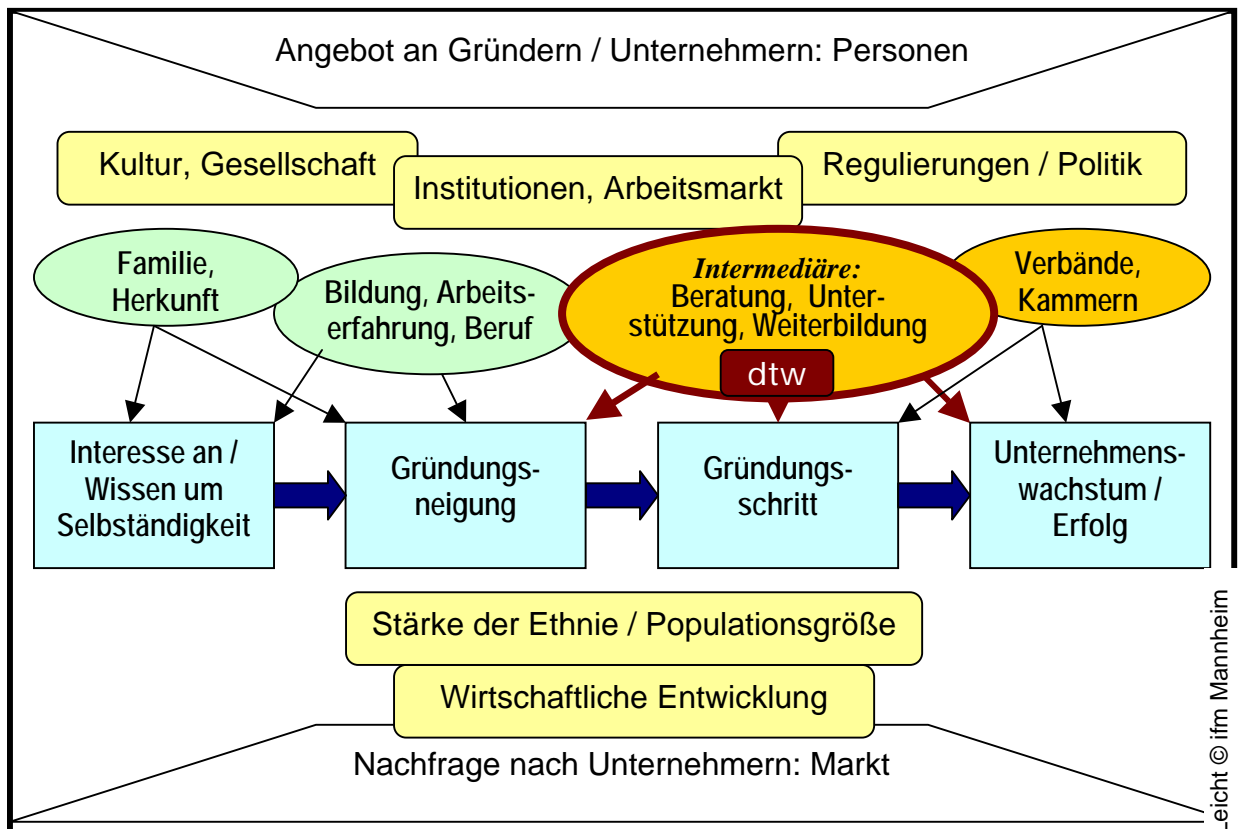 Angebot an Gründern / Unternehmern: Personen
Kultur, Gesellschaft
Institutionen, Arbeitsmarkt
Regulierungen / Politik
Familie,
Herkunft
Bildung, Arbeits-
erfahrung, Beruf
Intermediäre:
Beratung, Unter-
stützung, Weiterbildung
dtw
Verbände,
Kammern
Interesse an /
Wissen um
Selbständigkeit
Gründungs-
neigung
Gründungs-
schritt
Unternehmens-
wachstum /
Erfolg
Stärke der Ethnie / Populationsgröße
Wirtschaftliche Entwicklung
Nachfrage nach Unternehmern: Markt
Leicht © ifm Mannheim